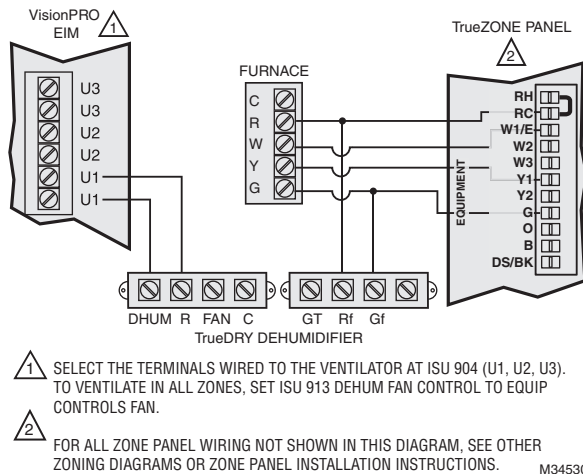 VisionPRO
EIM
1
TrueZONE PANEL
2
FURNACE
C
R
W
Y
G
U3
U3
U2
U2
U1
U1
EQUIPMENT
RH
RC
W1/E
W2
W3
Y1
Y2
G
O
B
DS/BK
DHUM R FAN C
GT Rf Gf
TrueDRY DEHUMIDIFIER
1 SELECT THE TERMINALS WIRED TO THE VENTILATOR AT ISU 904 (U1, U2, U3).
TO VENTILATE IN ALL ZONES, SET ISU 913 DEHUM FAN CONTROL TO EQUIP
CONTROLS FAN.
2
FOR ALL ZONE PANEL WIRING NOT SHOWN IN THIS DIAGRAM, SEE OTHER
ZONING DIAGRAMS OR ZONE PANEL INSTALLATION INSTRUCTIONS.